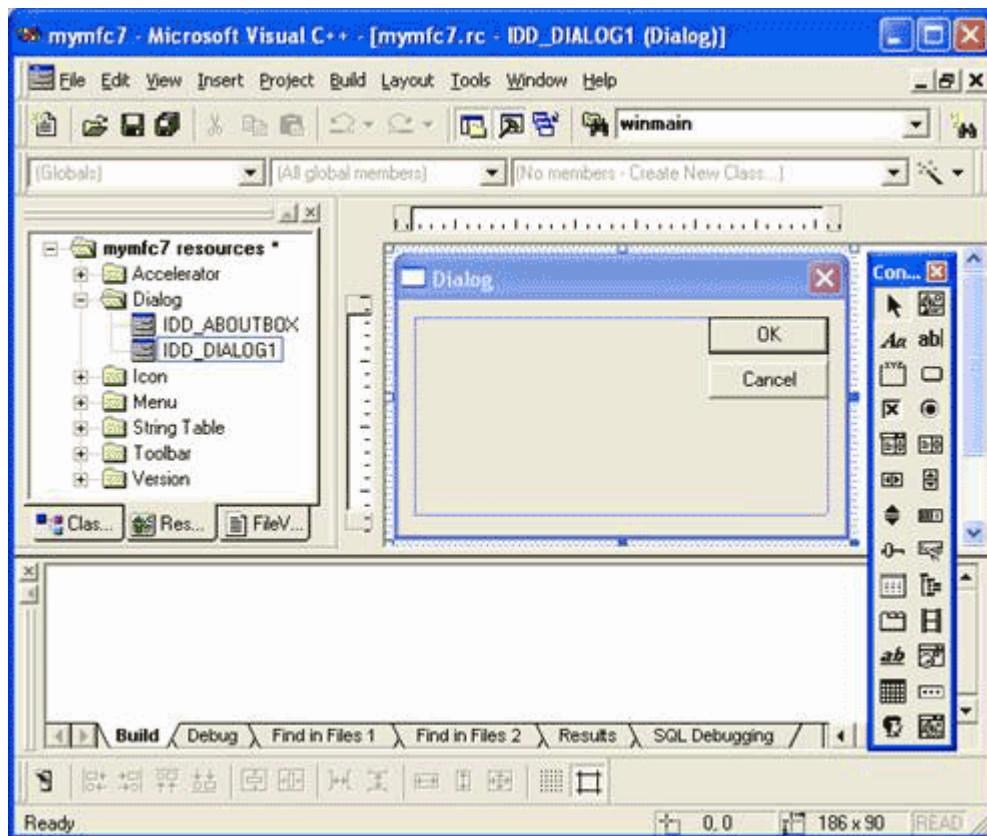 mymfc7 - Microsoft Visual C++ - [mymfc7.rc - IDD_DIALOG1 (Dialog)]
File Edit View Insert Project Build Layout Tools Window Help
winmain
(Globals) (All global members) (No members - Create New Class...)
mymfc7 resources *
Accelerator
Dialog
IDD_ABOUTBOX
IDD_DIALOG1
Icon
Menu
String Table
Toolbar
Version
Clas... Res... FileV...
Dialog
OK
Cancel
Con...
Aa ab|
ab
Build Debug Find in Files 1 Find in Files 2 Results SQL Debugging
Ready 0, 0 186 x 90 READ